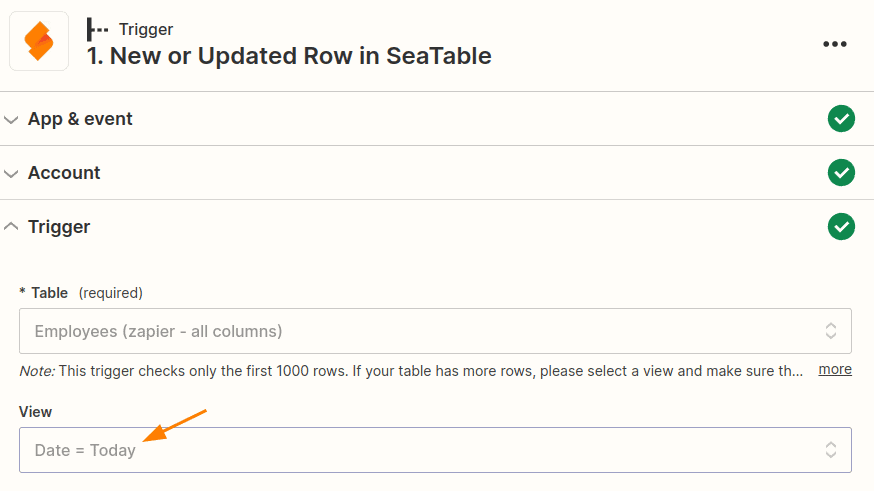 Trigger
1. New or Updated Row in SeaTable
App & event
Account
Trigger
* Table (required)
Employees (zapier - all columns)
Note: This trigger checks only the first 1000 rows. If your table has more rows, please select a view and make sure th... more
View
Date = Today